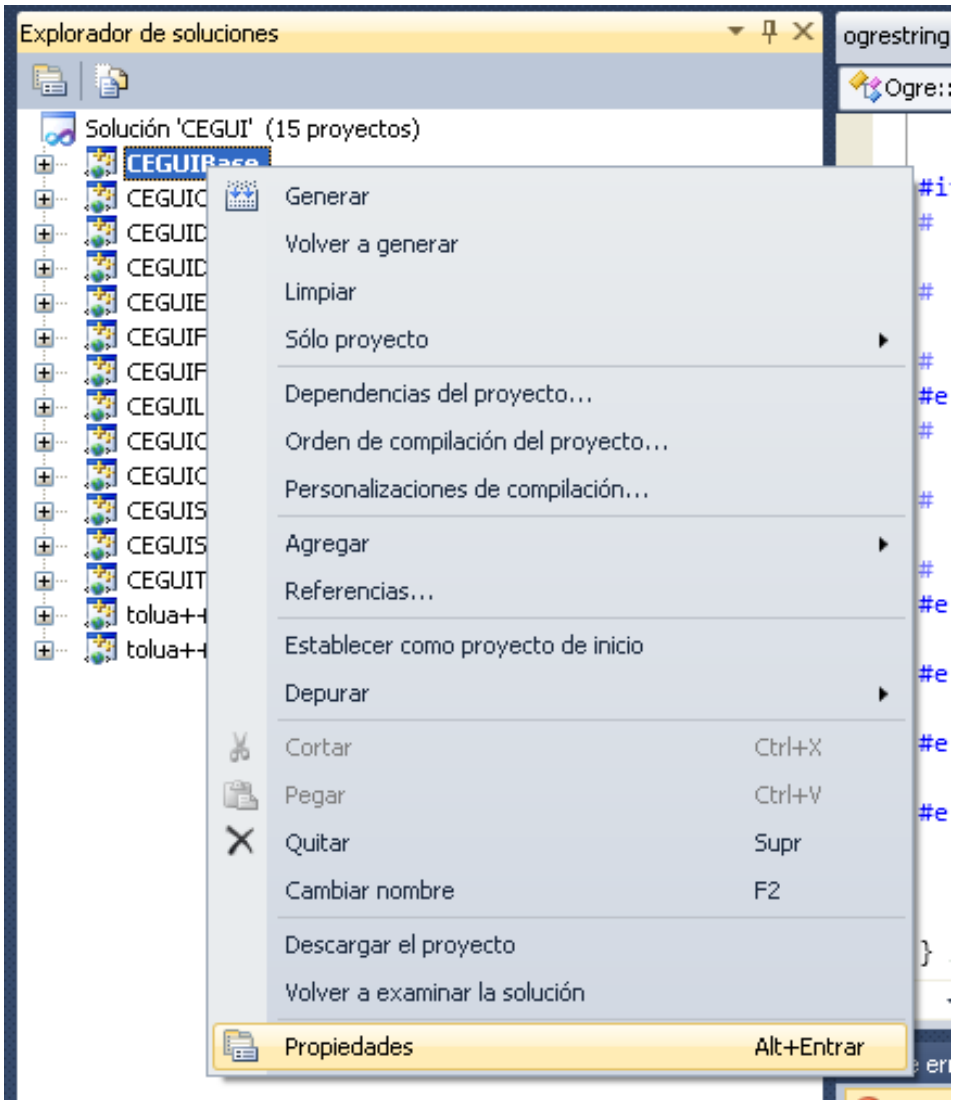 Explorador de soluciones
ogrestring
Ogre::
Solución 'CEGUI' (15 proyectos)
CEGUIBase
CEGUIC
CEGUID
CEGUID
CEGUIE
CEGUIF
CEGUIF
CEGUIL
CEGUIC
CEGUIC
CEGUIS
CEGUIS
CEGUIT
tolua++
tolua++
Generar
Volver a generar
Limpiar
Sólo proyecto
Dependencias del proyecto...
Orden de compilación del proyecto...
Personalizaciones de compilación...
Agregar
Referencias...
Establecer como proyecto de inicio
Depurar
Cortar Ctrl+X
Pegar Ctrl+V
Quitar Supr
Cambiar nombre F2
Descargar el proyecto
Volver a examinar la solución
Propiedades Alt+Entrar
#i
#
#
#
#e
#
#
#
#e
#e
#e
#e
}
e err